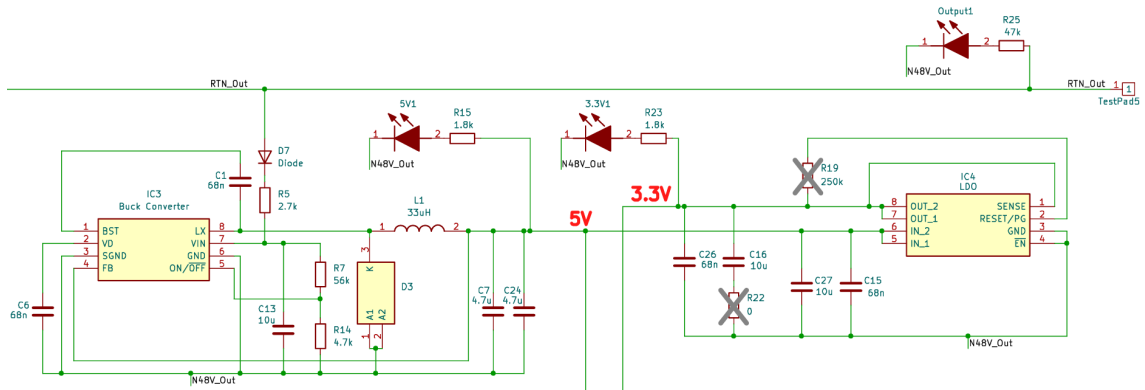 Output1
R25
47k
1
2
N48V_Out
RTN_Out
RTN_Out
1
1
TestPad5
5V1
R15
1.8k
1
2
N48V_Out
3.3V1
R23
1.8k
1
2
N48V_Out
D7
Diode
C1
68n
R5
2.7k
R19
250k
IC3
Buck Converter
1 BST LX 8
2 VD VIN 7
3 SGND GND 6
4 FB ON/OFF 5
L1
33uH
1
2
5V
3.3V
IC4
LDO
8 OUT_2 SENSE 1
7 OUT_1 RESET/PG 2
6 IN_2 GND 3
5 IN_1 EN 4
3
K
D3
A1
A2
1
2
R7
56k
R14
4.7k
C6
68n
C13
10u
C7
4.7u
C24
4.7u
C26
68n
C16
10u
R22
0
C27
10u
C15
68n
N48V_Out
N48V_Out